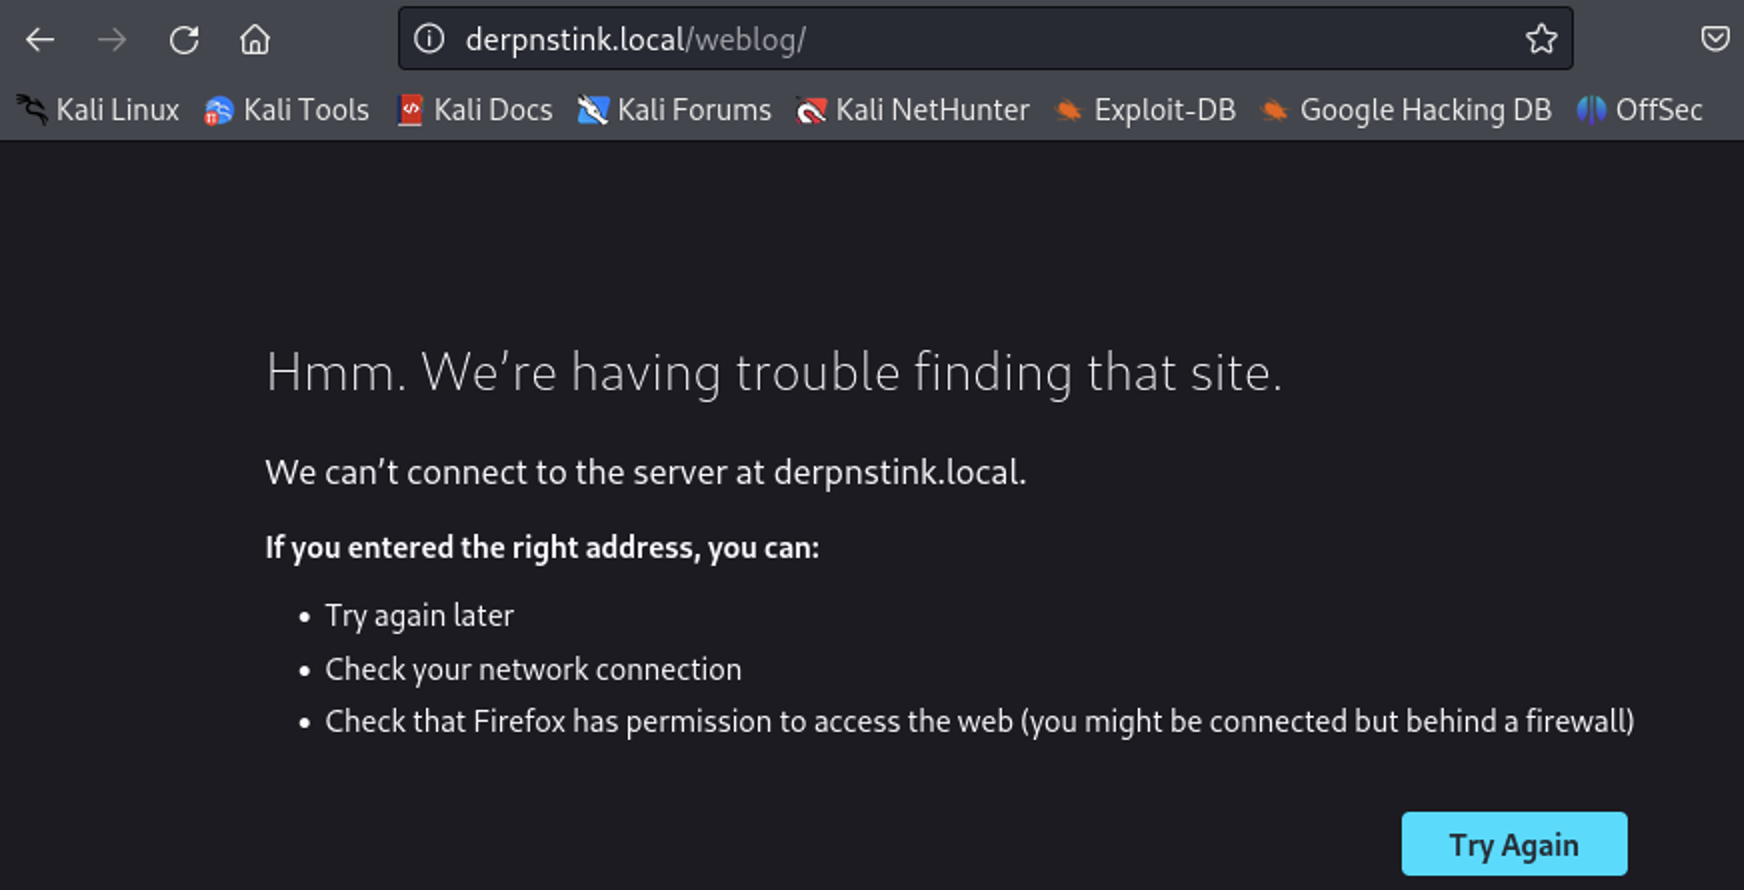 derpnstink.local/weblog/
Kali Linux Kali Tools Kali Docs Kali Forums Kali NetHunter Exploit-DB Google Hacking DB OffSec
Hmm. We’re having trouble finding that site.
We can’t connect to the server at derpnstink.local.
If you entered the right address, you can:
• Try again later
• Check your network connection
• Check that Firefox has permission to access the web (you might be connected but behind a firewall)
Try Again